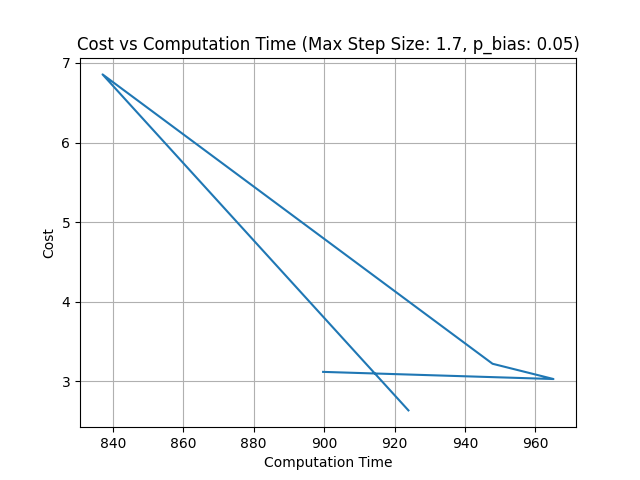 Cost vs Computation Time (Max Step Size: 1.7, p_bias: 0.05)
7
6
5
4
3
Cost
840 860 880 900 920 940 960
Computation Time